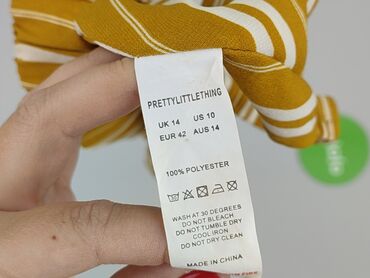 PRETTYLITTLETHING
UK 14 US 10
EUR 42 AUS 14
100% POLYESTER
WASH AT 30 DEGREES
DO NOT BLEACH
DO NOT TUMBLE DRY
COOL IRON
DO NOT DRY CLEAN
MADE IN CHINA